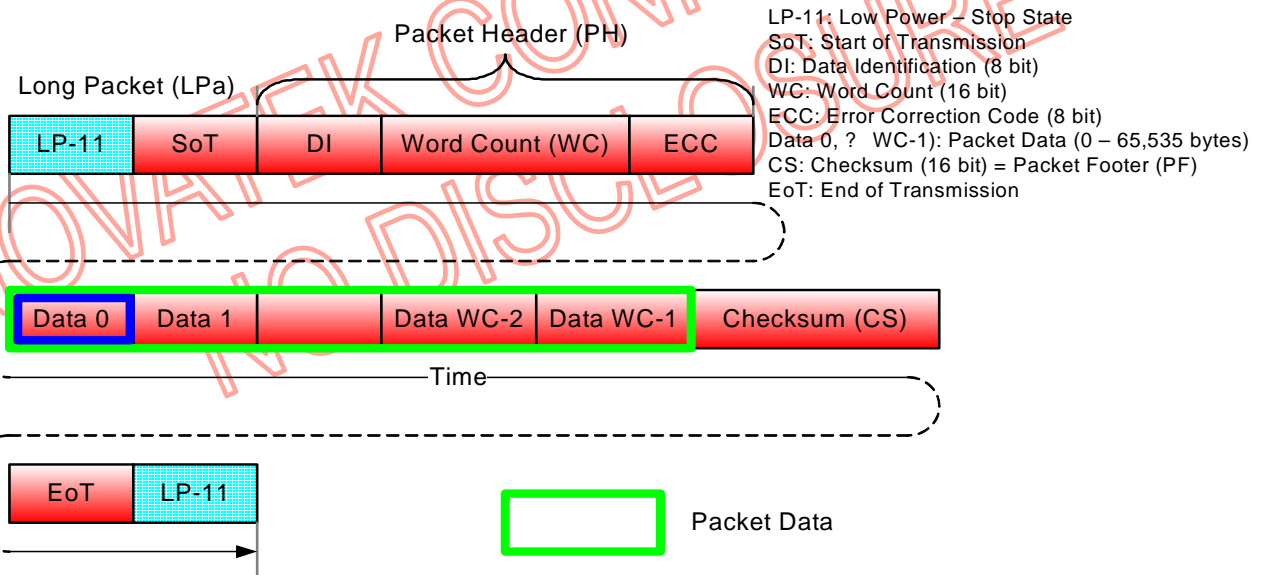 Packet Header (PH)
Long Packet (LPa)
LP-11 SoT DI Word Count (WC) ECC
LP-11: Low Power – Stop State
SoT: Start of Transmission
DI: Data Identification (8 bit)
WC: Word Count (16 bit)
ECC: Error Correction Code (8 bit)
Data 0, ? WC-1): Packet Data (0 – 65,535 bytes)
CS: Checksum (16 bit) = Packet Footer (PF)
EoT: End of Transmission
Data 0 Data 1 Data WC-2 Data WC-1 Checksum (CS)
Time
EoT LP-11
Packet Data
NO DISCLOSURE